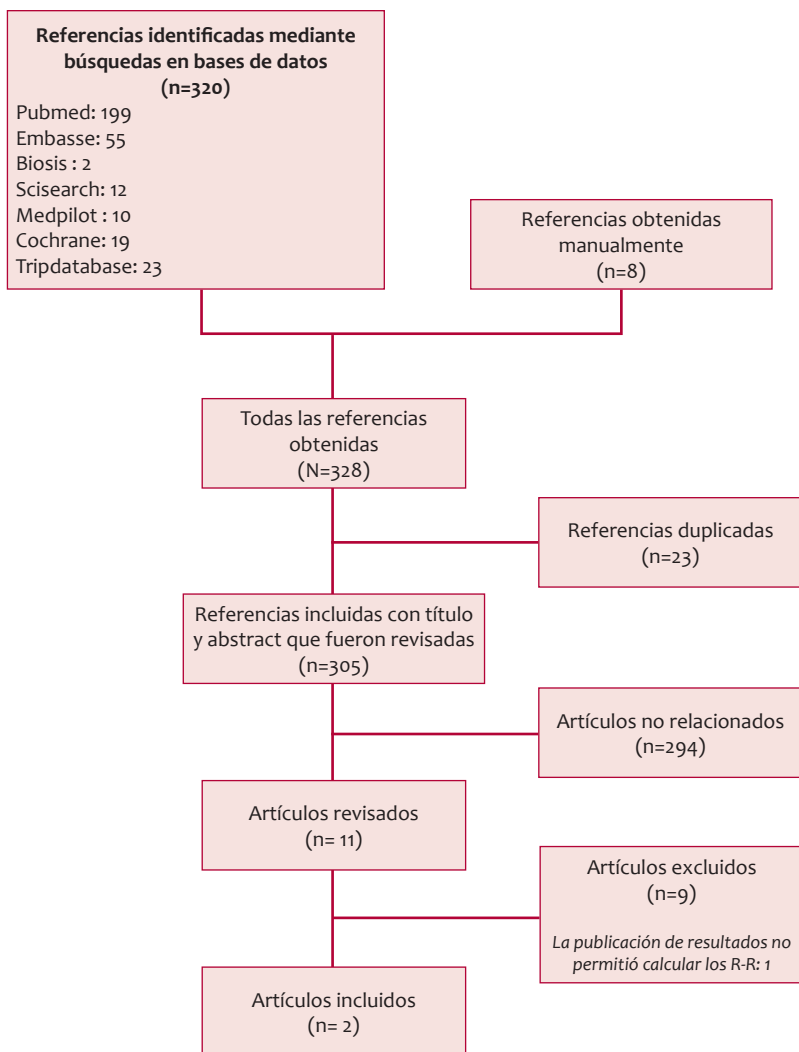 Referencias identificadas mediante
búsquedas en bases de datos
(n=320)
Pubmed: 199
Embasse: 55
Biosis : 2
Scisearch: 12
Medpilot : 10
Cochrane: 19
Tripdatabase: 23
Referencias obtenidas
manualmente
(n=8)
Todas las referencias
obtenidas
(N=328)
Referencias duplicadas
(n=23)
Referencias incluidas con título
y abstract que fueron revisadas
(n=305)
Artículos no relacionados
(n=294)
Artículos revisados
(n= 11)
Artículos excluidos
(n=9)
La publicación de resultados no
permitió calcular los R-R: 1
Artículos incluidos
(n= 2)